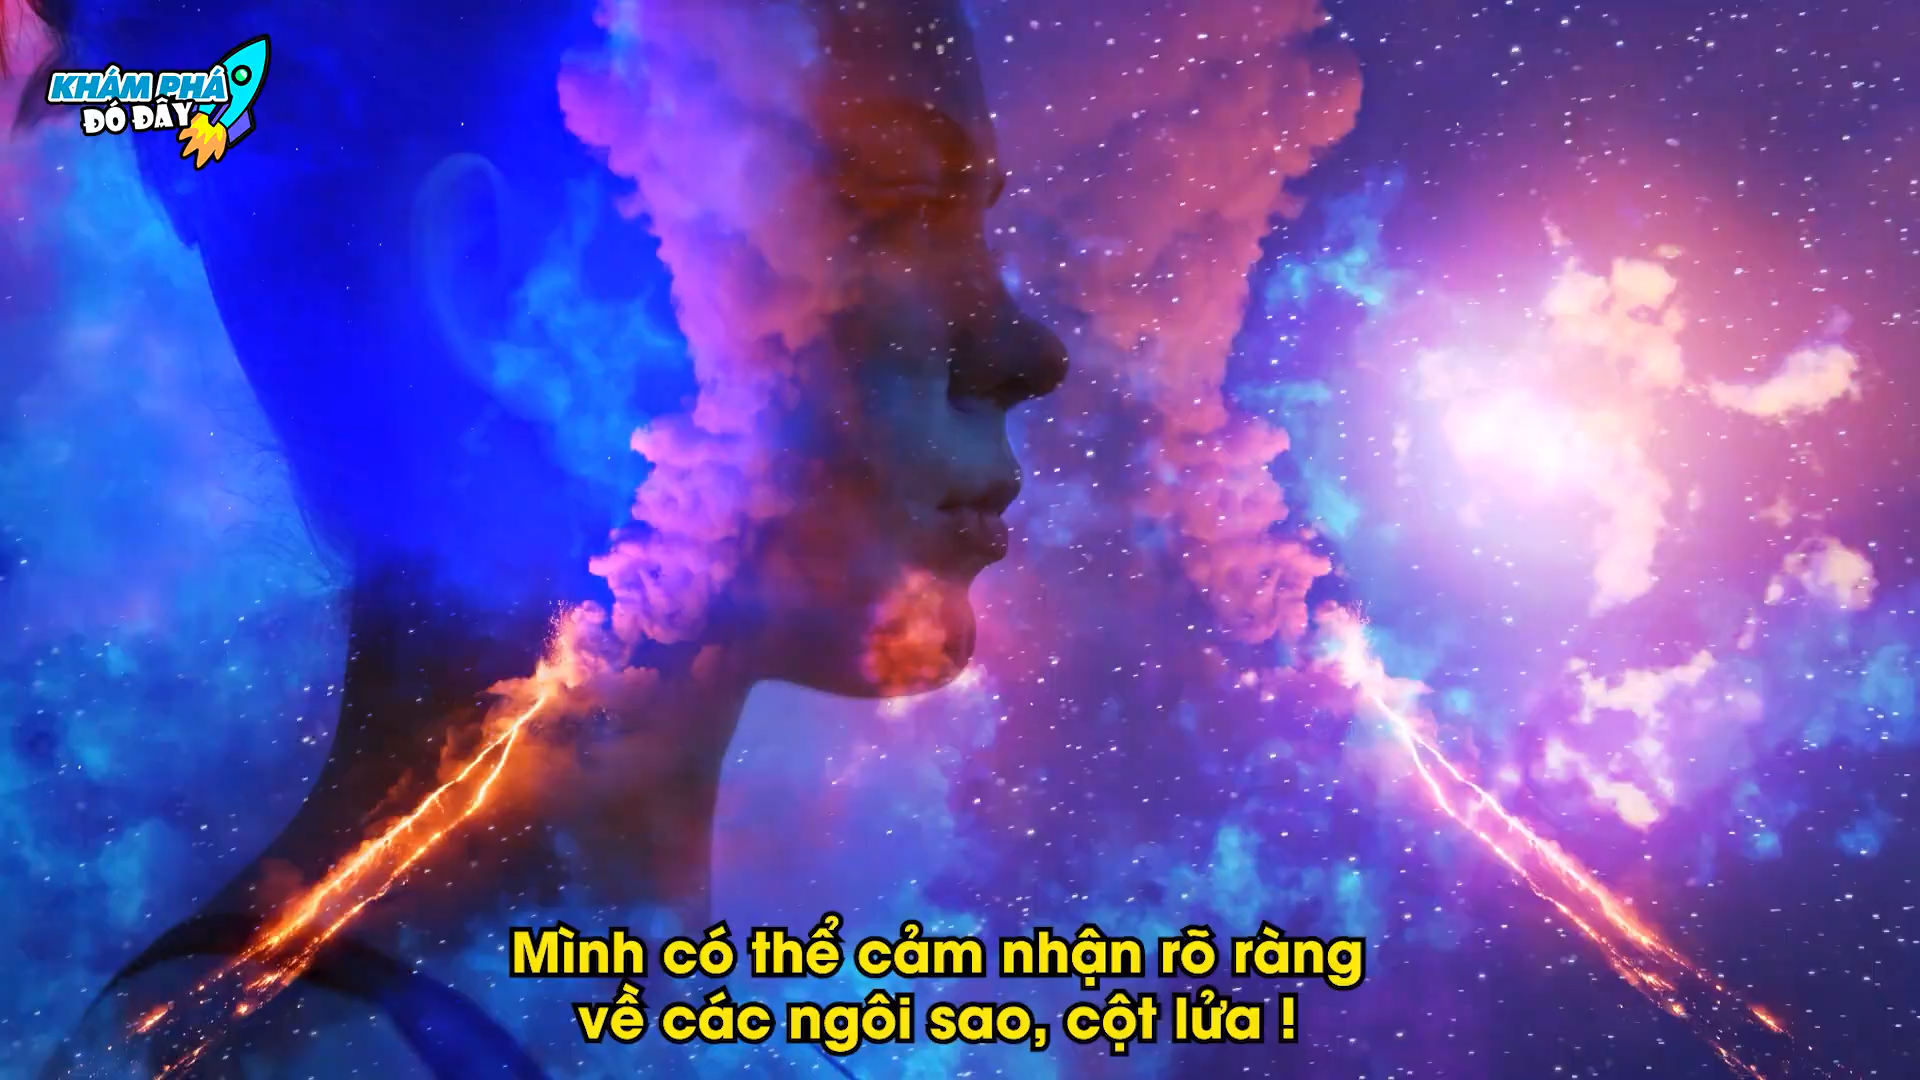 KHÁM PHÁ
ĐÓ ĐÂY
Mình có thể cảm nhận rõ ràng
về các ngôi sao, cột lửa !